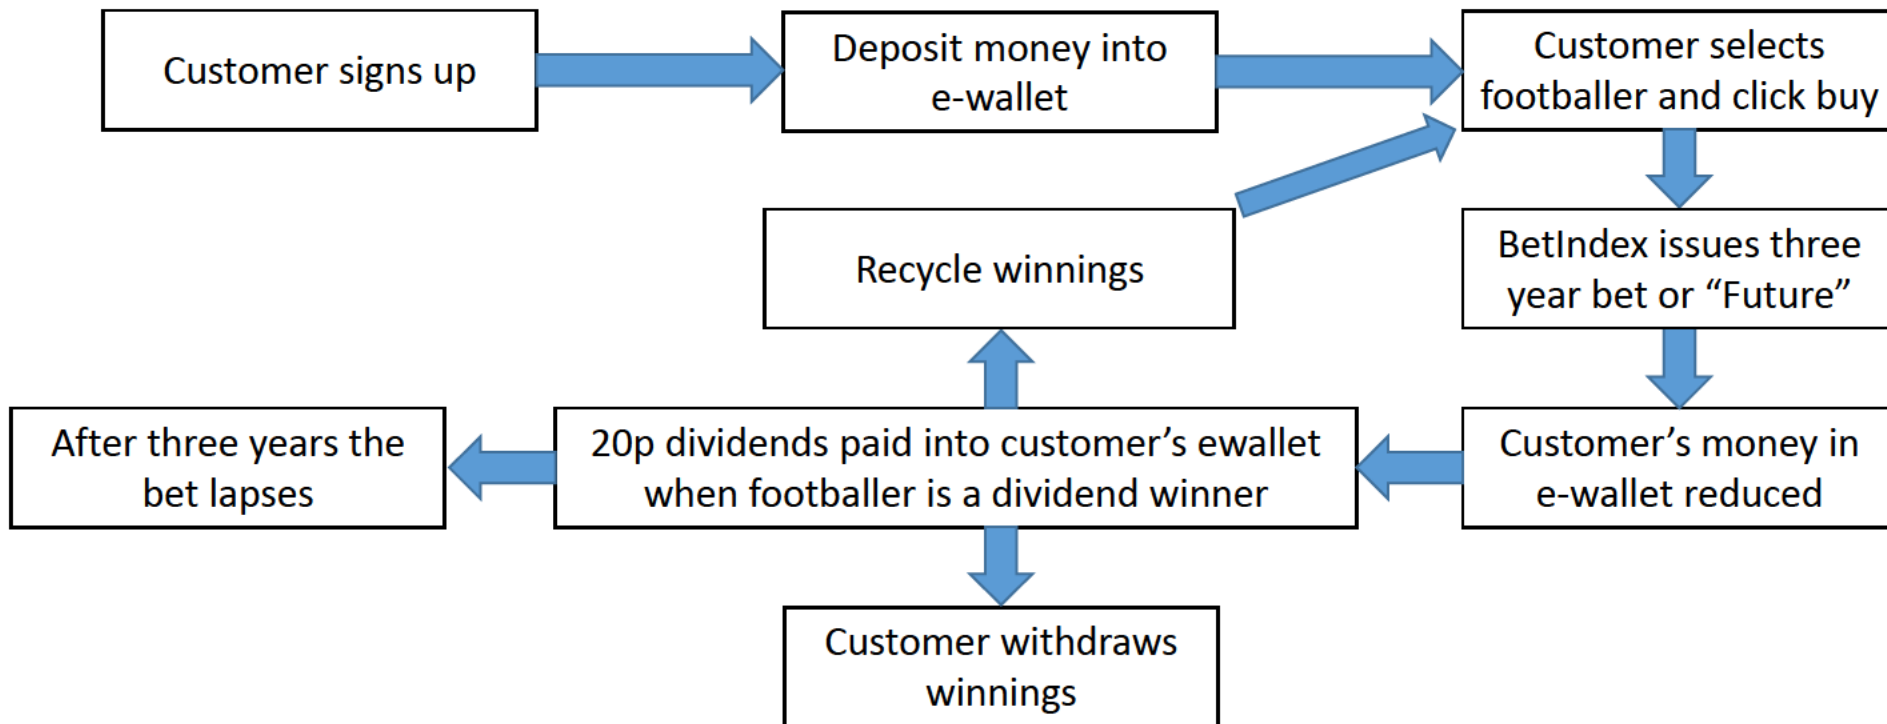 Customer signs up
Deposit money into
e-wallet
Customer selects
footballer and click buy
Recycle winnings
BetIndex issues three
year bet or “Future”
After three years the
bet lapses
20p dividends paid into customer’s ewallet
when footballer is a dividend winner
Customer’s money in
e-wallet reduced
Customer withdraws
winnings